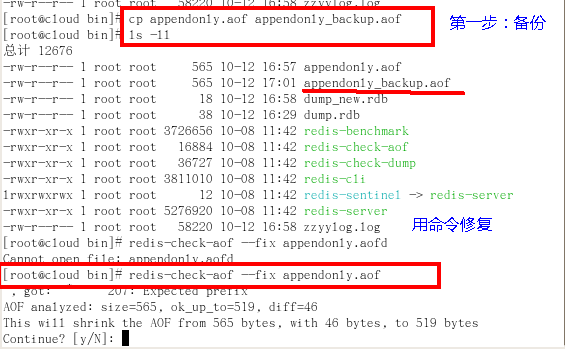 -rw-r--r-- 1 root root 58220 10-12 16:58 zzyylog.log
[root@cloud bin]# cp appendonly.aof appendonly_backup.aof
第一步：备份
[root@cloud bin]# ls -ll
总计 12676
-rw-r--r-- 1 root root 565 10-12 16:57 appendonly.aof
-rw-r--r-- 1 root root 565 10-12 17:01 appendonly_backup.aof
-rw-r--r-- 1 root root 18 10-12 16:58 dump_new.rdb
-rw-r--r-- 1 root root 38 10-12 16:29 dump.rdb
-rwxr-xr-x 1 root root 3726656 10-08 11:42 redis-benchmark
-rwxr-xr-x 1 root root 16884 10-08 11:42 redis-check-aof
-rwxr-xr-x 1 root root 36727 10-08 11:42 redis-check-dump
-rwxr-xr-x 1 root root 3811010 10-08 11:42 redis-cli
lrwxrwxrwx 1 root root 12 10-08 11:42 redis-sentinel -> redis-server
-rwxr-xr-x 1 root root 5276920 10-08 11:42 redis-server
-rw-r--r-- 1 root root 58220 10-12 16:58 zzyylog.log
用命令修复
[root@cloud bin]# redis-check-aof --fix appendonly.aofd
Cannot open file: appendonly.aofd
[root@cloud bin]# redis-check-aof --fix appendonly.aof
, got: 207: Expected prefix
AOF analyzed: size=565, ok_up_to=519, diff=46
This will shrink the AOF from 565 bytes, with 46 bytes, to 519 bytes
Continue? [y/N]: